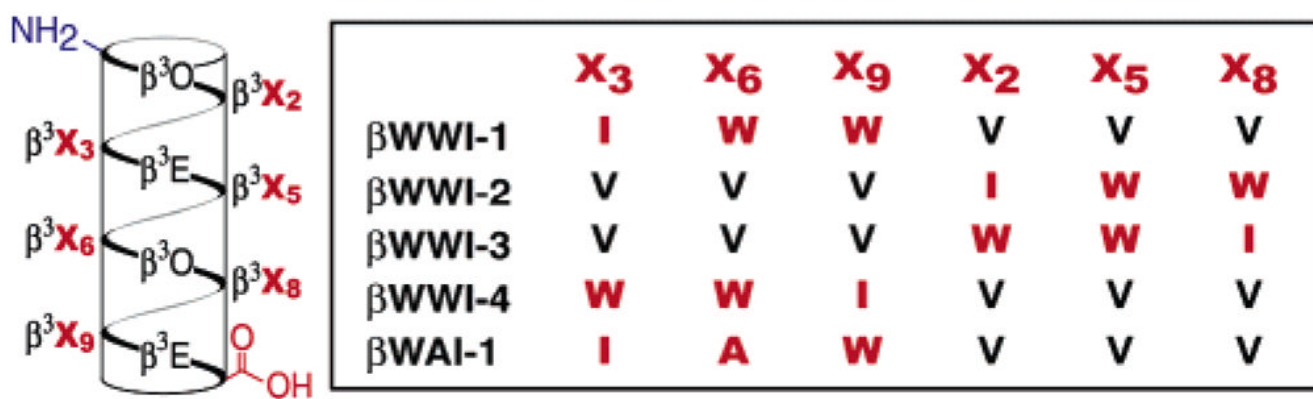 NH2
β³O
β³X2
β³X3
β³E
β³X5
β³X6
β³O
β³X8
β³X9
β³E
O
OH
X3 X6 X9 X2 X5 X8
βWWI-1 I W W V V V
βWWI-2 V V V I W W
βWWI-3 V V V W W I
βWWI-4 W W I V V V
βWAI-1 I A W V V V